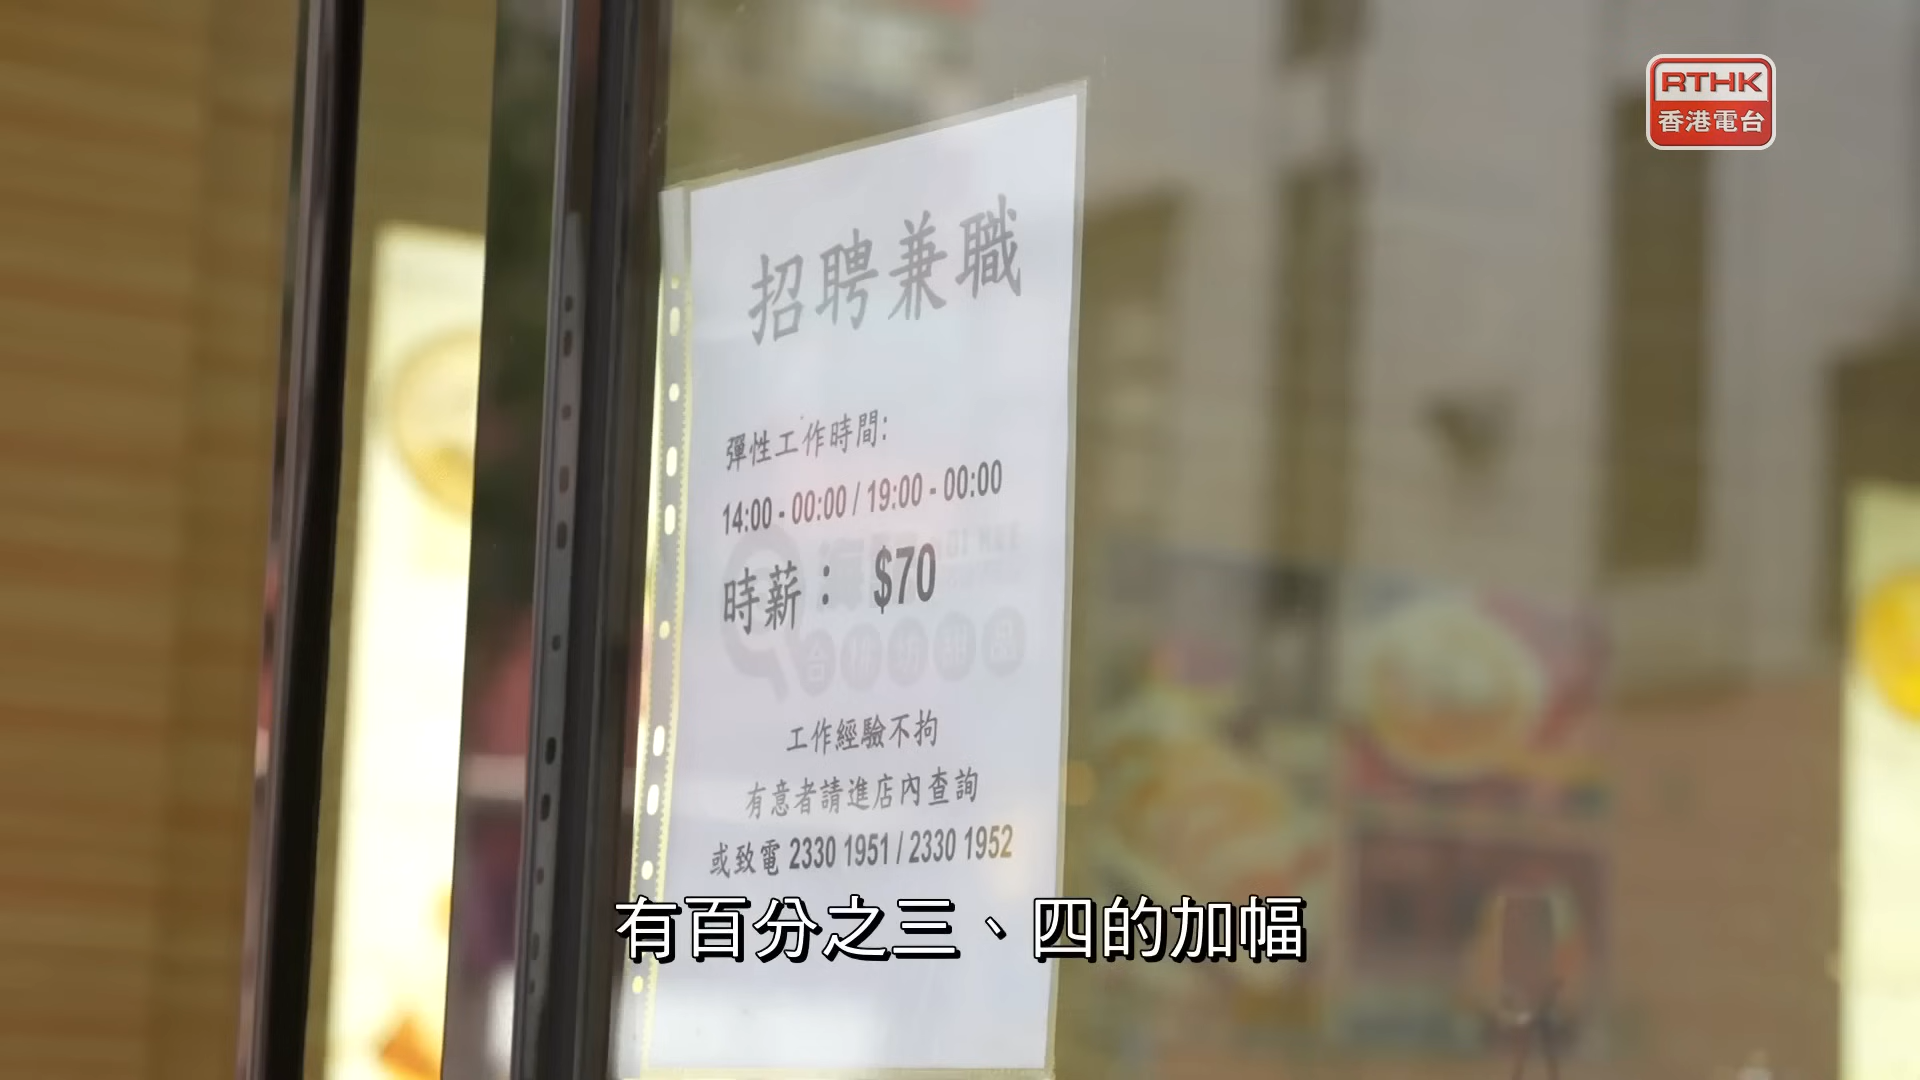 RTHK
香港電台
招聘兼職
彈性工作時間:
14:00 - 00:00 / 19:00 - 00:00
時薪： $70
工作經驗不拘
有意者請進店內查詢
或致電 2330 1951 / 2330 1952
有百分之三、四的加幅